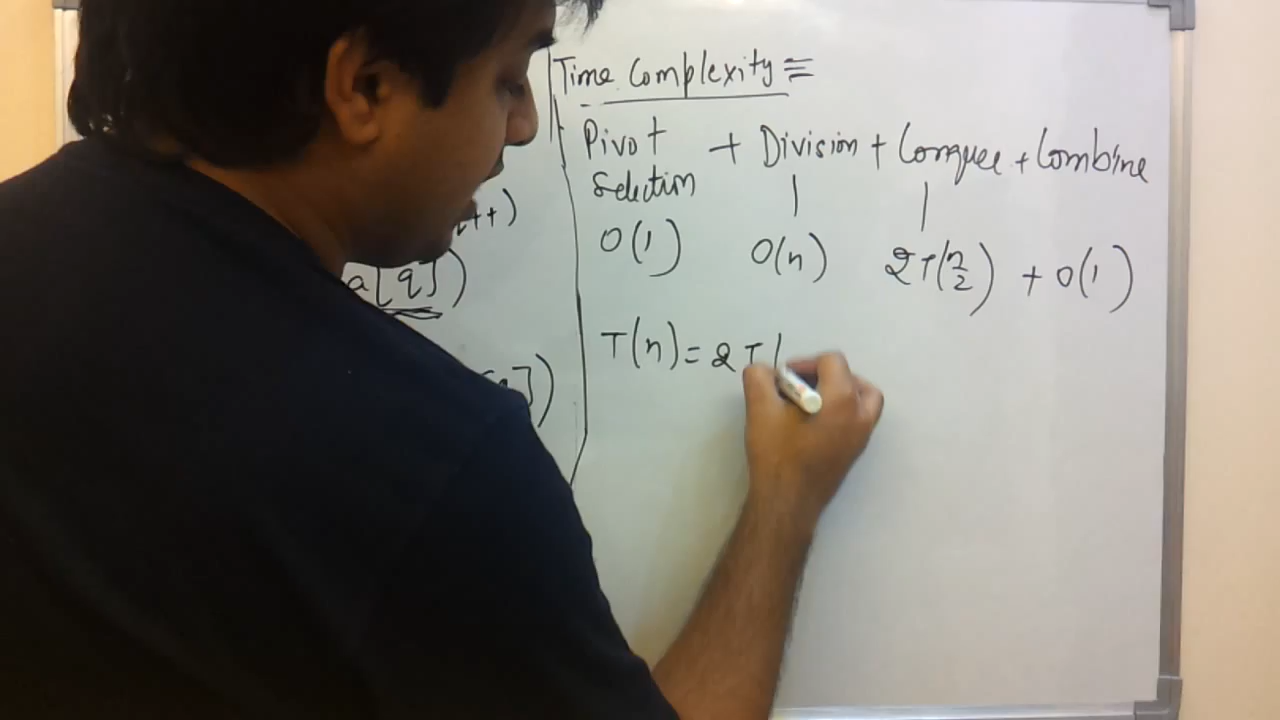 Time Complexity =
Pivot + Division + Conquer + Combine
Selection
O(1) O(n) 2T(n/2) + O(1)
T(n) = 2T(
++)
a[q])
])